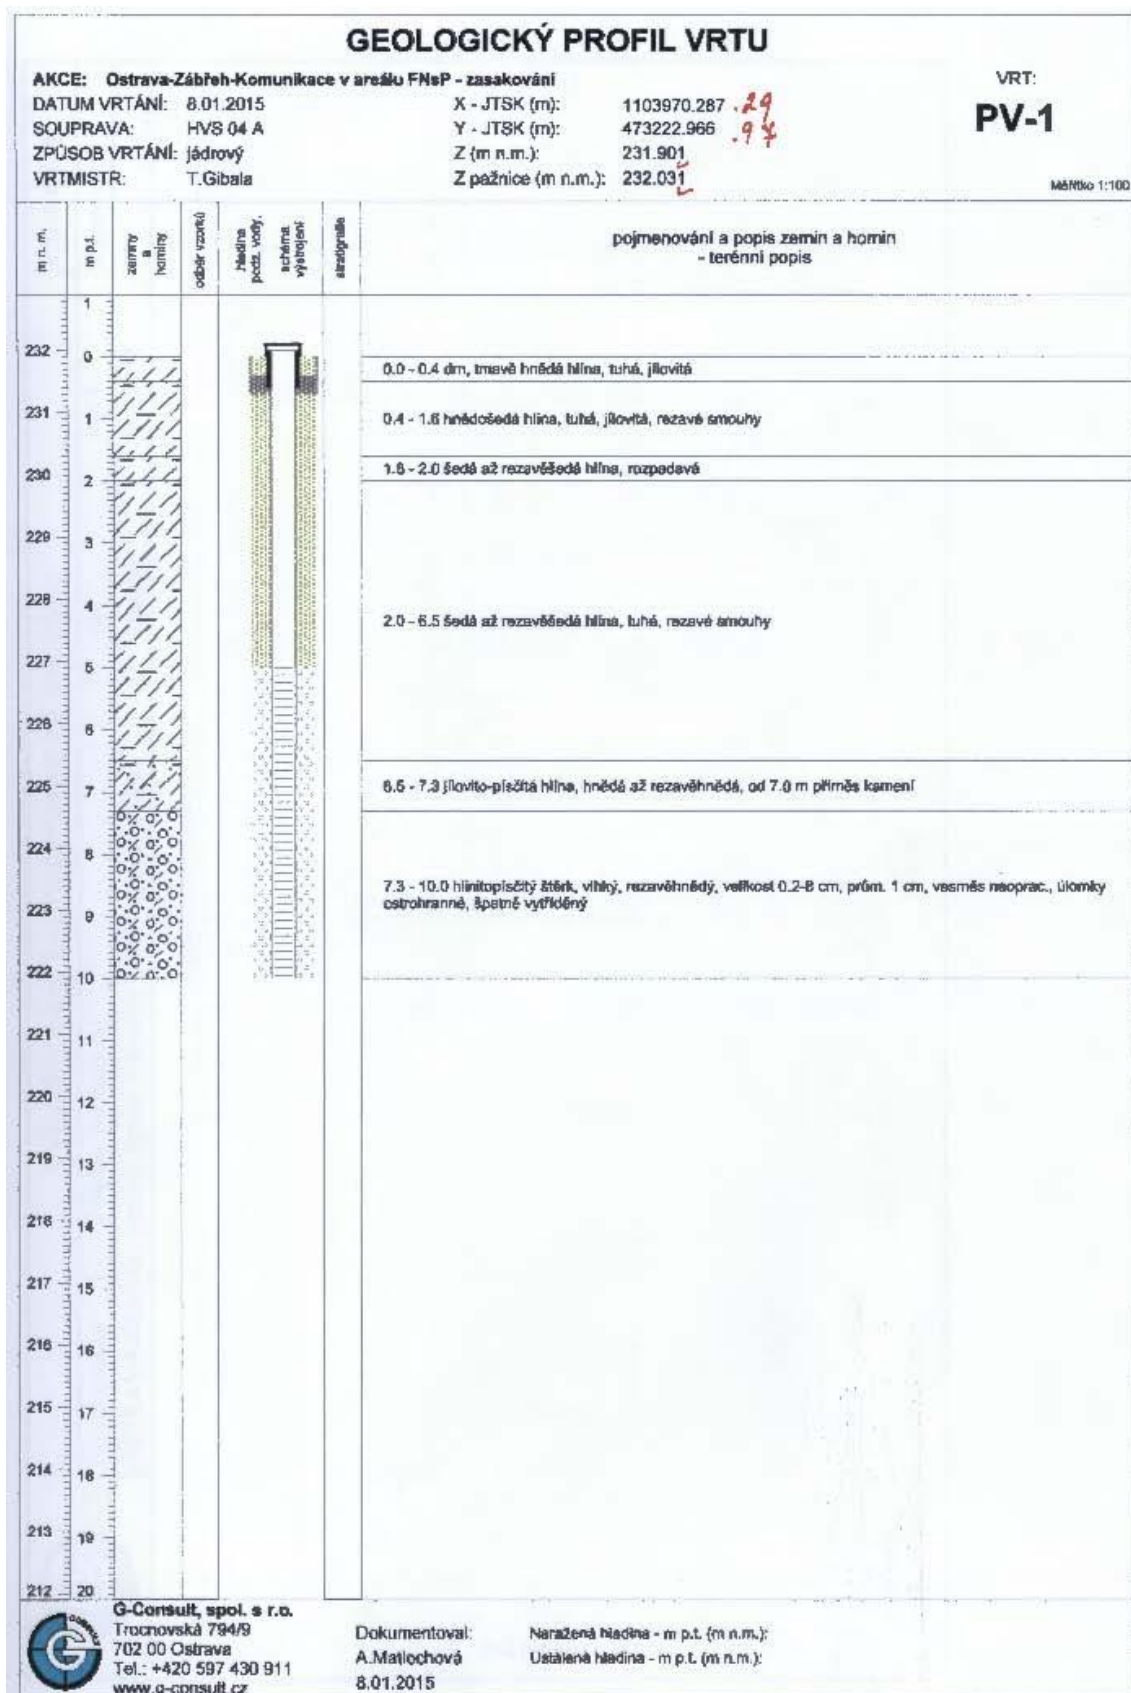 GEOLOGICKÝ PROFIL VRTU
AKCE: Ostrava-Zábřeh-Komunikace v areálu FNsP - zasakování
VRT:
DATUM VRTÁNÍ: 8.01.2015
X - JTSK (m): 1103970.287 .29
PV-1
SOUPRAVA: HVS 04 A
Y - JTSK (m): 473222.966 .97
ZPŮSOB VRTÁNÍ: jádrový
Z (m n.m.): 231.901
VRTMISTR: T.Gibala
Z pažnice (m n.m.): 232.031
Měřítko 1:100
m n. m.
m p.t.
zeminy a horniny
odběr vzorků
hladina podz. vody.
schéma výstrojení
stratigrafie
pojmenování a popis zemin a hornin
- terénní popis
1
232 0
0.0 - 0.4 drn, tmavě hnědá hlína, tuhá, jílovitá
231 1
0.4 - 1.6 hnědošedá hlína, tuhá, jílovitá, rezavé šmouhy
1.6 - 2.0 šedá až rezavěšedá hlína, rozpadavá
230 2
229 3
228 4
2.0 - 6.5 šedá až rezavěšedá hlína, tuhá, rezavé šmouhy
227 5
226 6
225 7
6.5 - 7.3 jílovito-písčitá hlína, hnědá až rezavěhnědá, od 7.0 m příměs kamení
224 8
7.3 - 10.0 hlinitopísčitý štěrk, vlhký, rezavěhnědý, velikost 0.2-8 cm, prům. 1 cm, vesměs neoprac., úlomky
ostrohranné, špatně vytříděný
223 9
222 10
221 11
220 12
219 13
218 14
217 15
216 16
215 17
214 18
213 19
212 20
G-Consult, spol. s r.o.
Trocnovská 794/9
702 00 Ostrava
Tel.: +420 597 430 911
www.g-consult.cz
Dokumentoval:
A.Matlochová
8.01.2015
Naražená hladina - m p.t. (m n.m.):
Ustálená hladina - m p.t. (m n.m.):